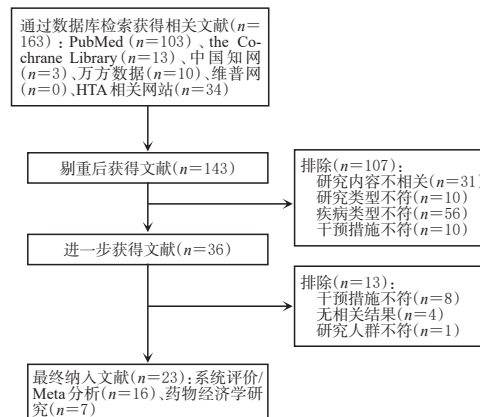 通过数据库检索获得相关文献(n=
163)：PubMed(n=103)、the Co-
chrane Library(n=13)、中国知网
(n=3)、万方数据(n=10)、维普网
(n=0)、HTA相关网站(n=34)
剔重后获得文献(n=143)
排除(n=107)：
研究内容不相关(n=31)
研究类型不符(n=10)
疾病类型不符(n=56)
干预措施不符(n=10)
进一步获得文献(n=36)
排除(n=13)：
干预措施不符(n=8)
无相关结果(n=4)
研究人群不符(n=1)
最终纳入文献(n=23)：系统评价/
Meta分析(n=16)、药物经济学研
究(n=7)